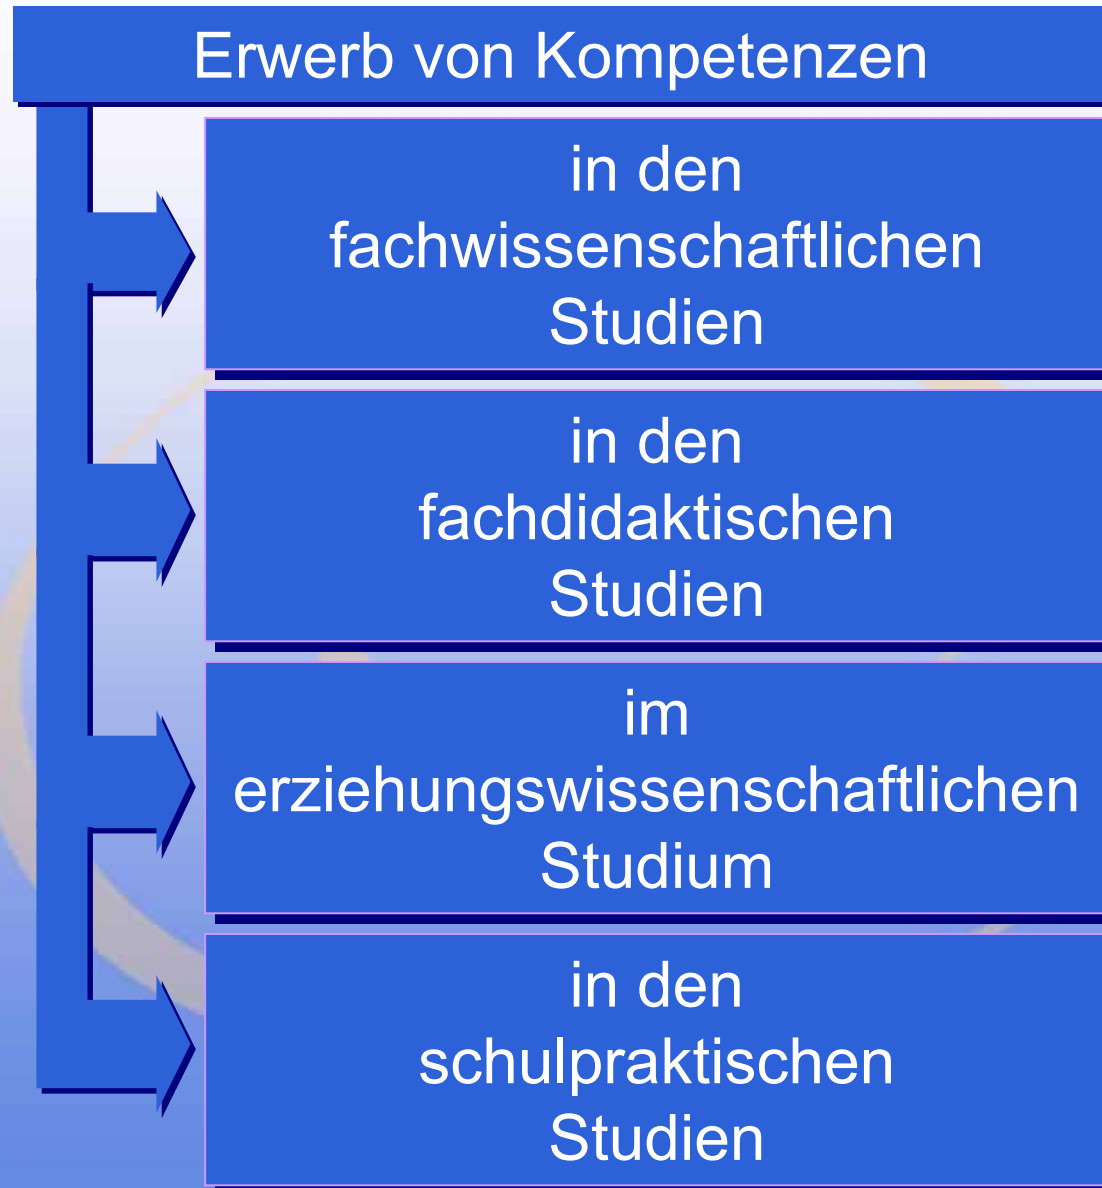 Erwerb von Kompetenzen
in den
fachwissenschaftlichen
Studien
in den
fachdidaktischen
Studien
im
erziehungswissenschaftlichen
Studium
in den
schulpraktischen
Studien